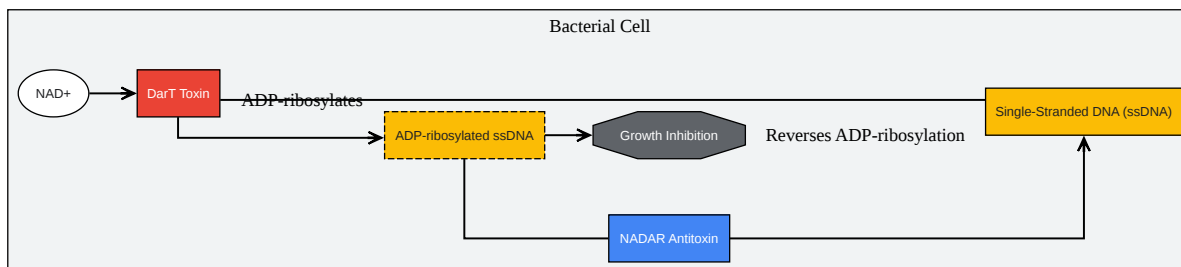 Bacterial Cell
NAD+
DarT Toxin
ADP-ribosylates
Single-Stranded DNA (ssDNA)
ADP-ribosylated ssDNA
Growth Inhibition
Reverses ADP-ribosylation
NADAR Antitoxin